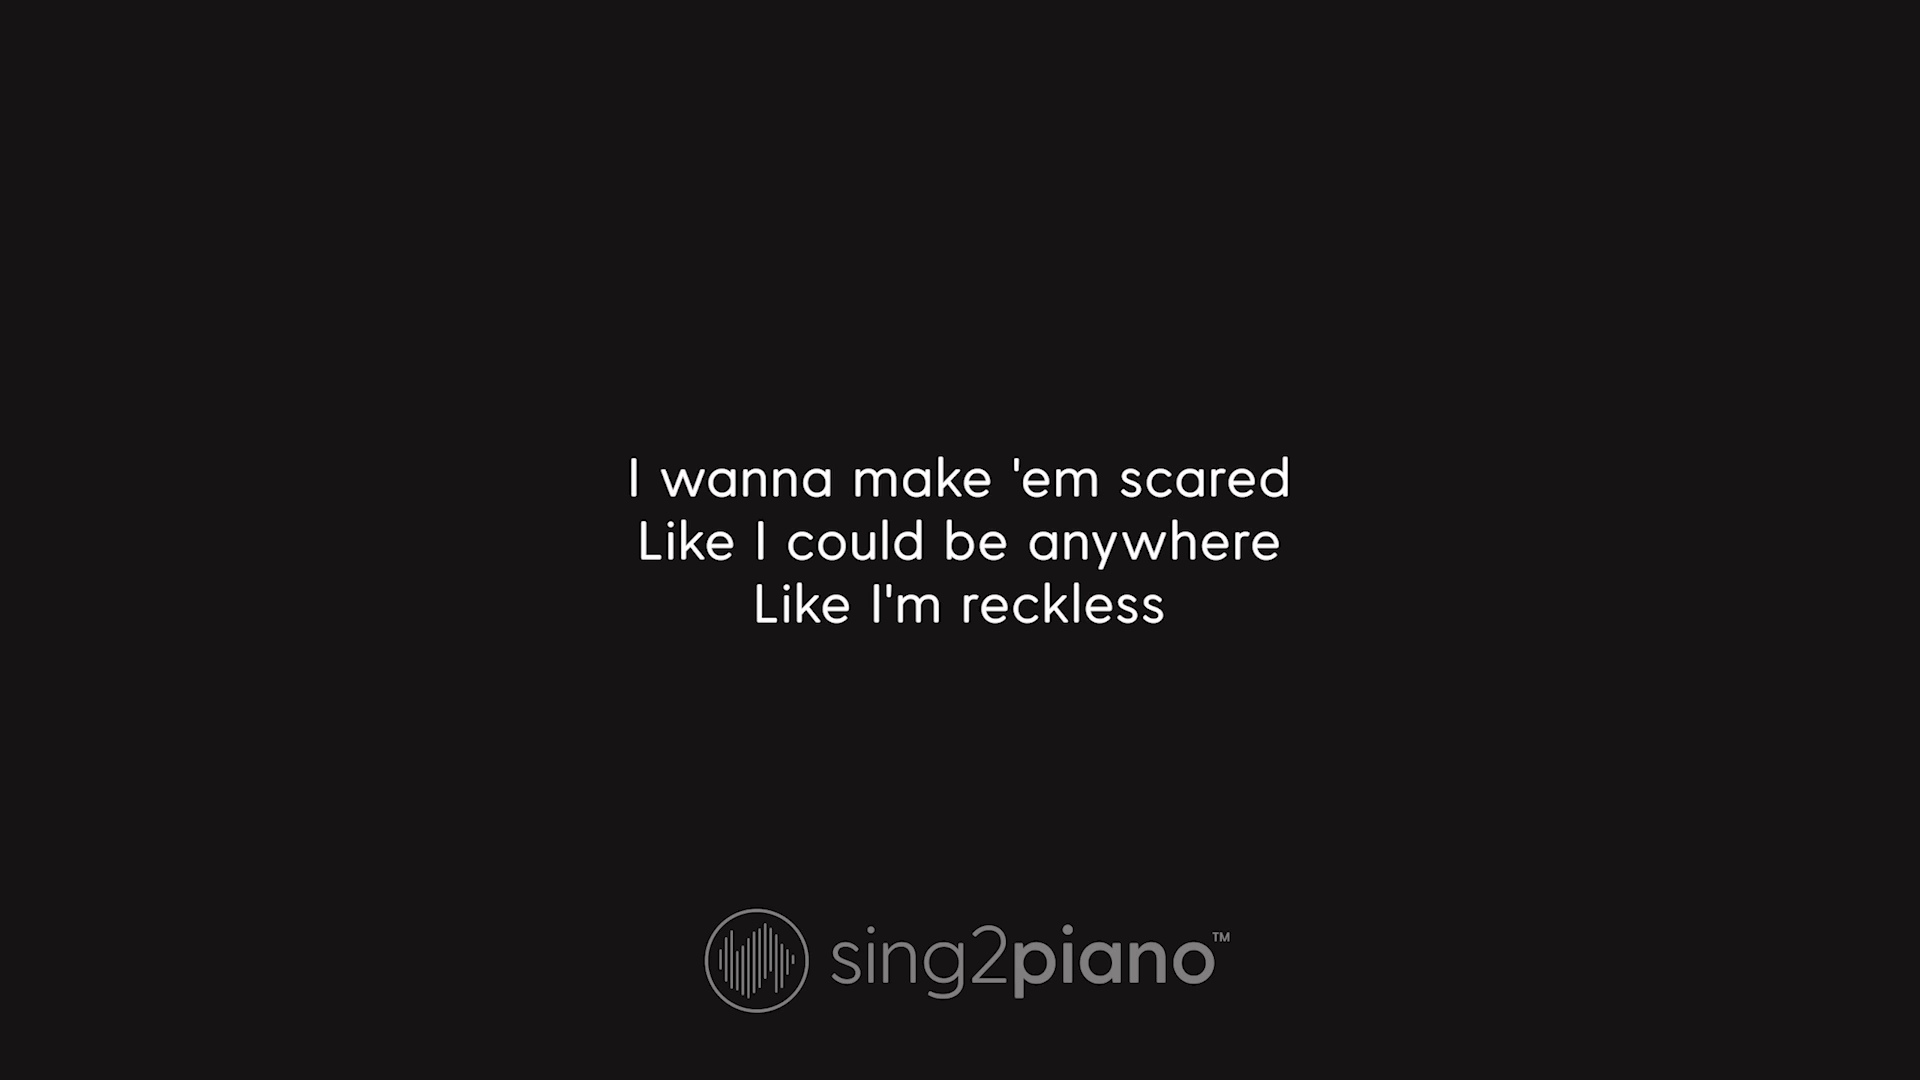 I wanna make 'em scared
Like I could be anywhere
Like I'm reckless
sing2piano™